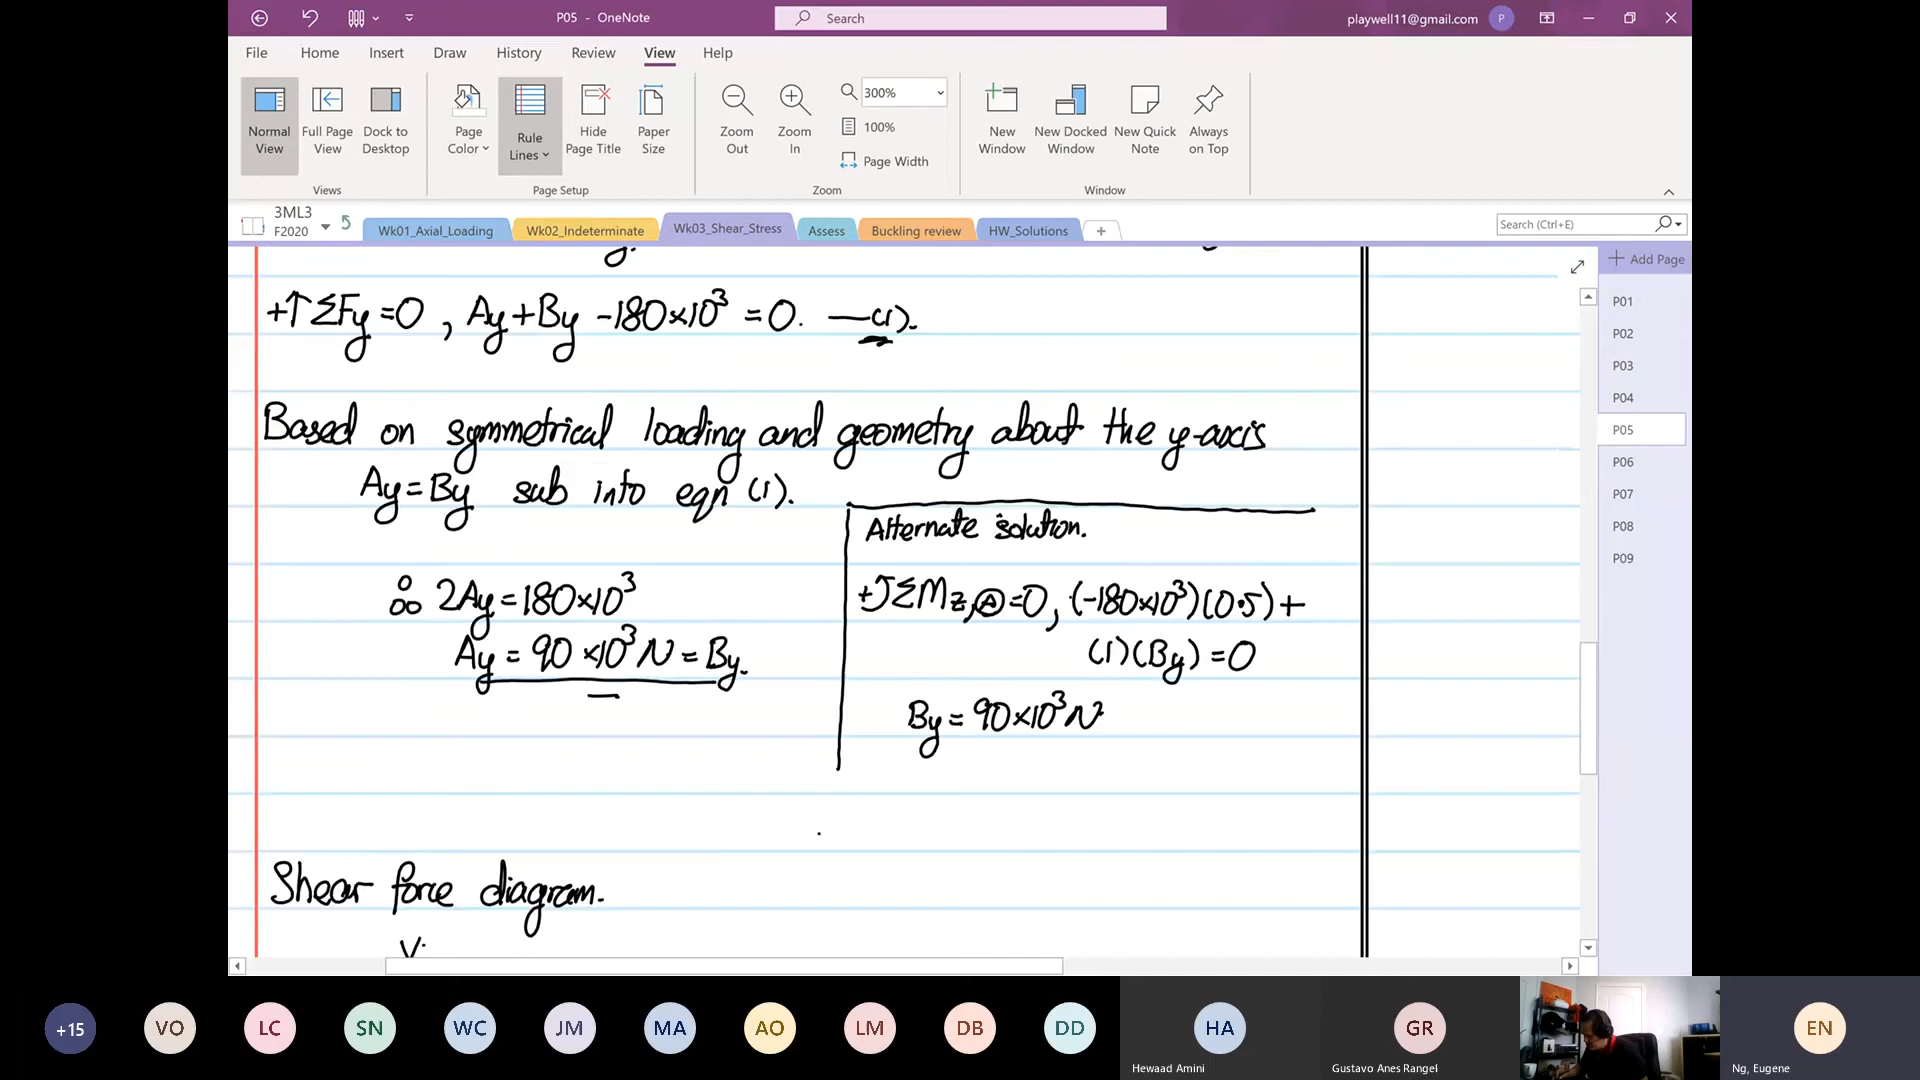 P05 - OneNote
Search
playwell11@gmail.com
P
File Home Insert Draw History Review View Help
Normal View
Full Page View
Dock to Desktop
Views
Page Color
Rule Lines
Hide Page Title
Paper Size
Page Setup
Zoom Out
Zoom In
300%
100%
Page Width
Zoom
New Window
New Docked Window
New Quick Note
Always on Top
Window
3ML3
F2020
Wk01_Axial_Loading
Wk02_Indeterminate
Wk03_Shear_Stress
Assess
Buckling review
HW_Solutions
+
Search (Ctrl+E)
Add Page
P01
P02
P03
P04
P05
P06
P07
P08
P09
+↑ΣFy=0, Ay+By-180×10³=0. —(1).
Based on symmetrical loading and geometry about the y-axis
Ay=By sub into eqn (1).
∴ 2Ay=180×10³
Ay=90×10³N=By.
Alternate solution.
+↺ΣMz,Ⓐ=0, (-180×10³)(0.5)+
(1)(By)=0
By=90×10³N
Shear force diagram.
V
+15
VO
LC
SN
WC
JM
MA
AO
LM
DB
DD
HA
Hewaad Amini
GR
Gustavo Anes Rangel
EN
Ng, Eugene